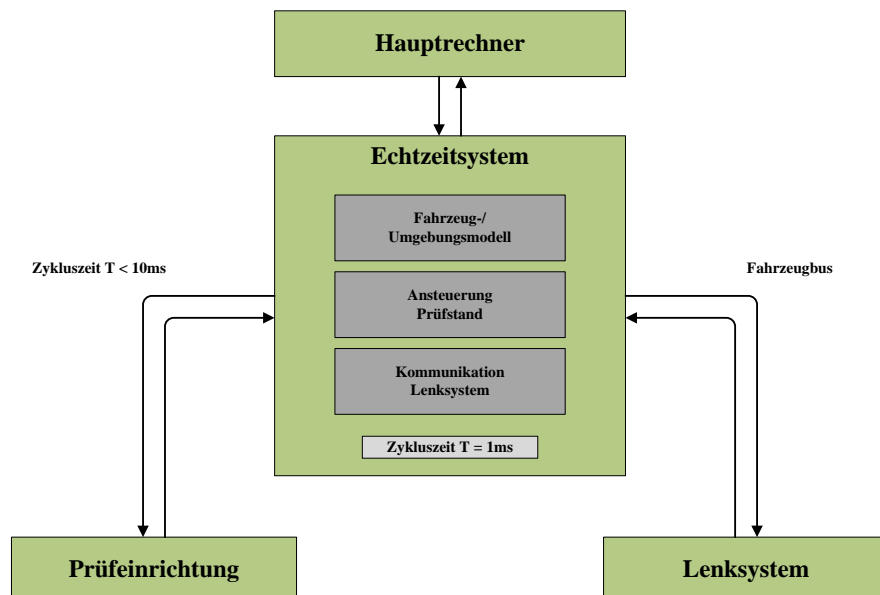 Hauptrechner
Echtzeitsystem
Fahrzeug-/
Umgebungsmodell
Zykluszeit T < 10ms
Fahrzeugbus
Ansteuerung
Prüfstand
Kommunikation
Lenksystem
Zykluszeit T = 1ms
Prüfeinrichtung
Lenksystem